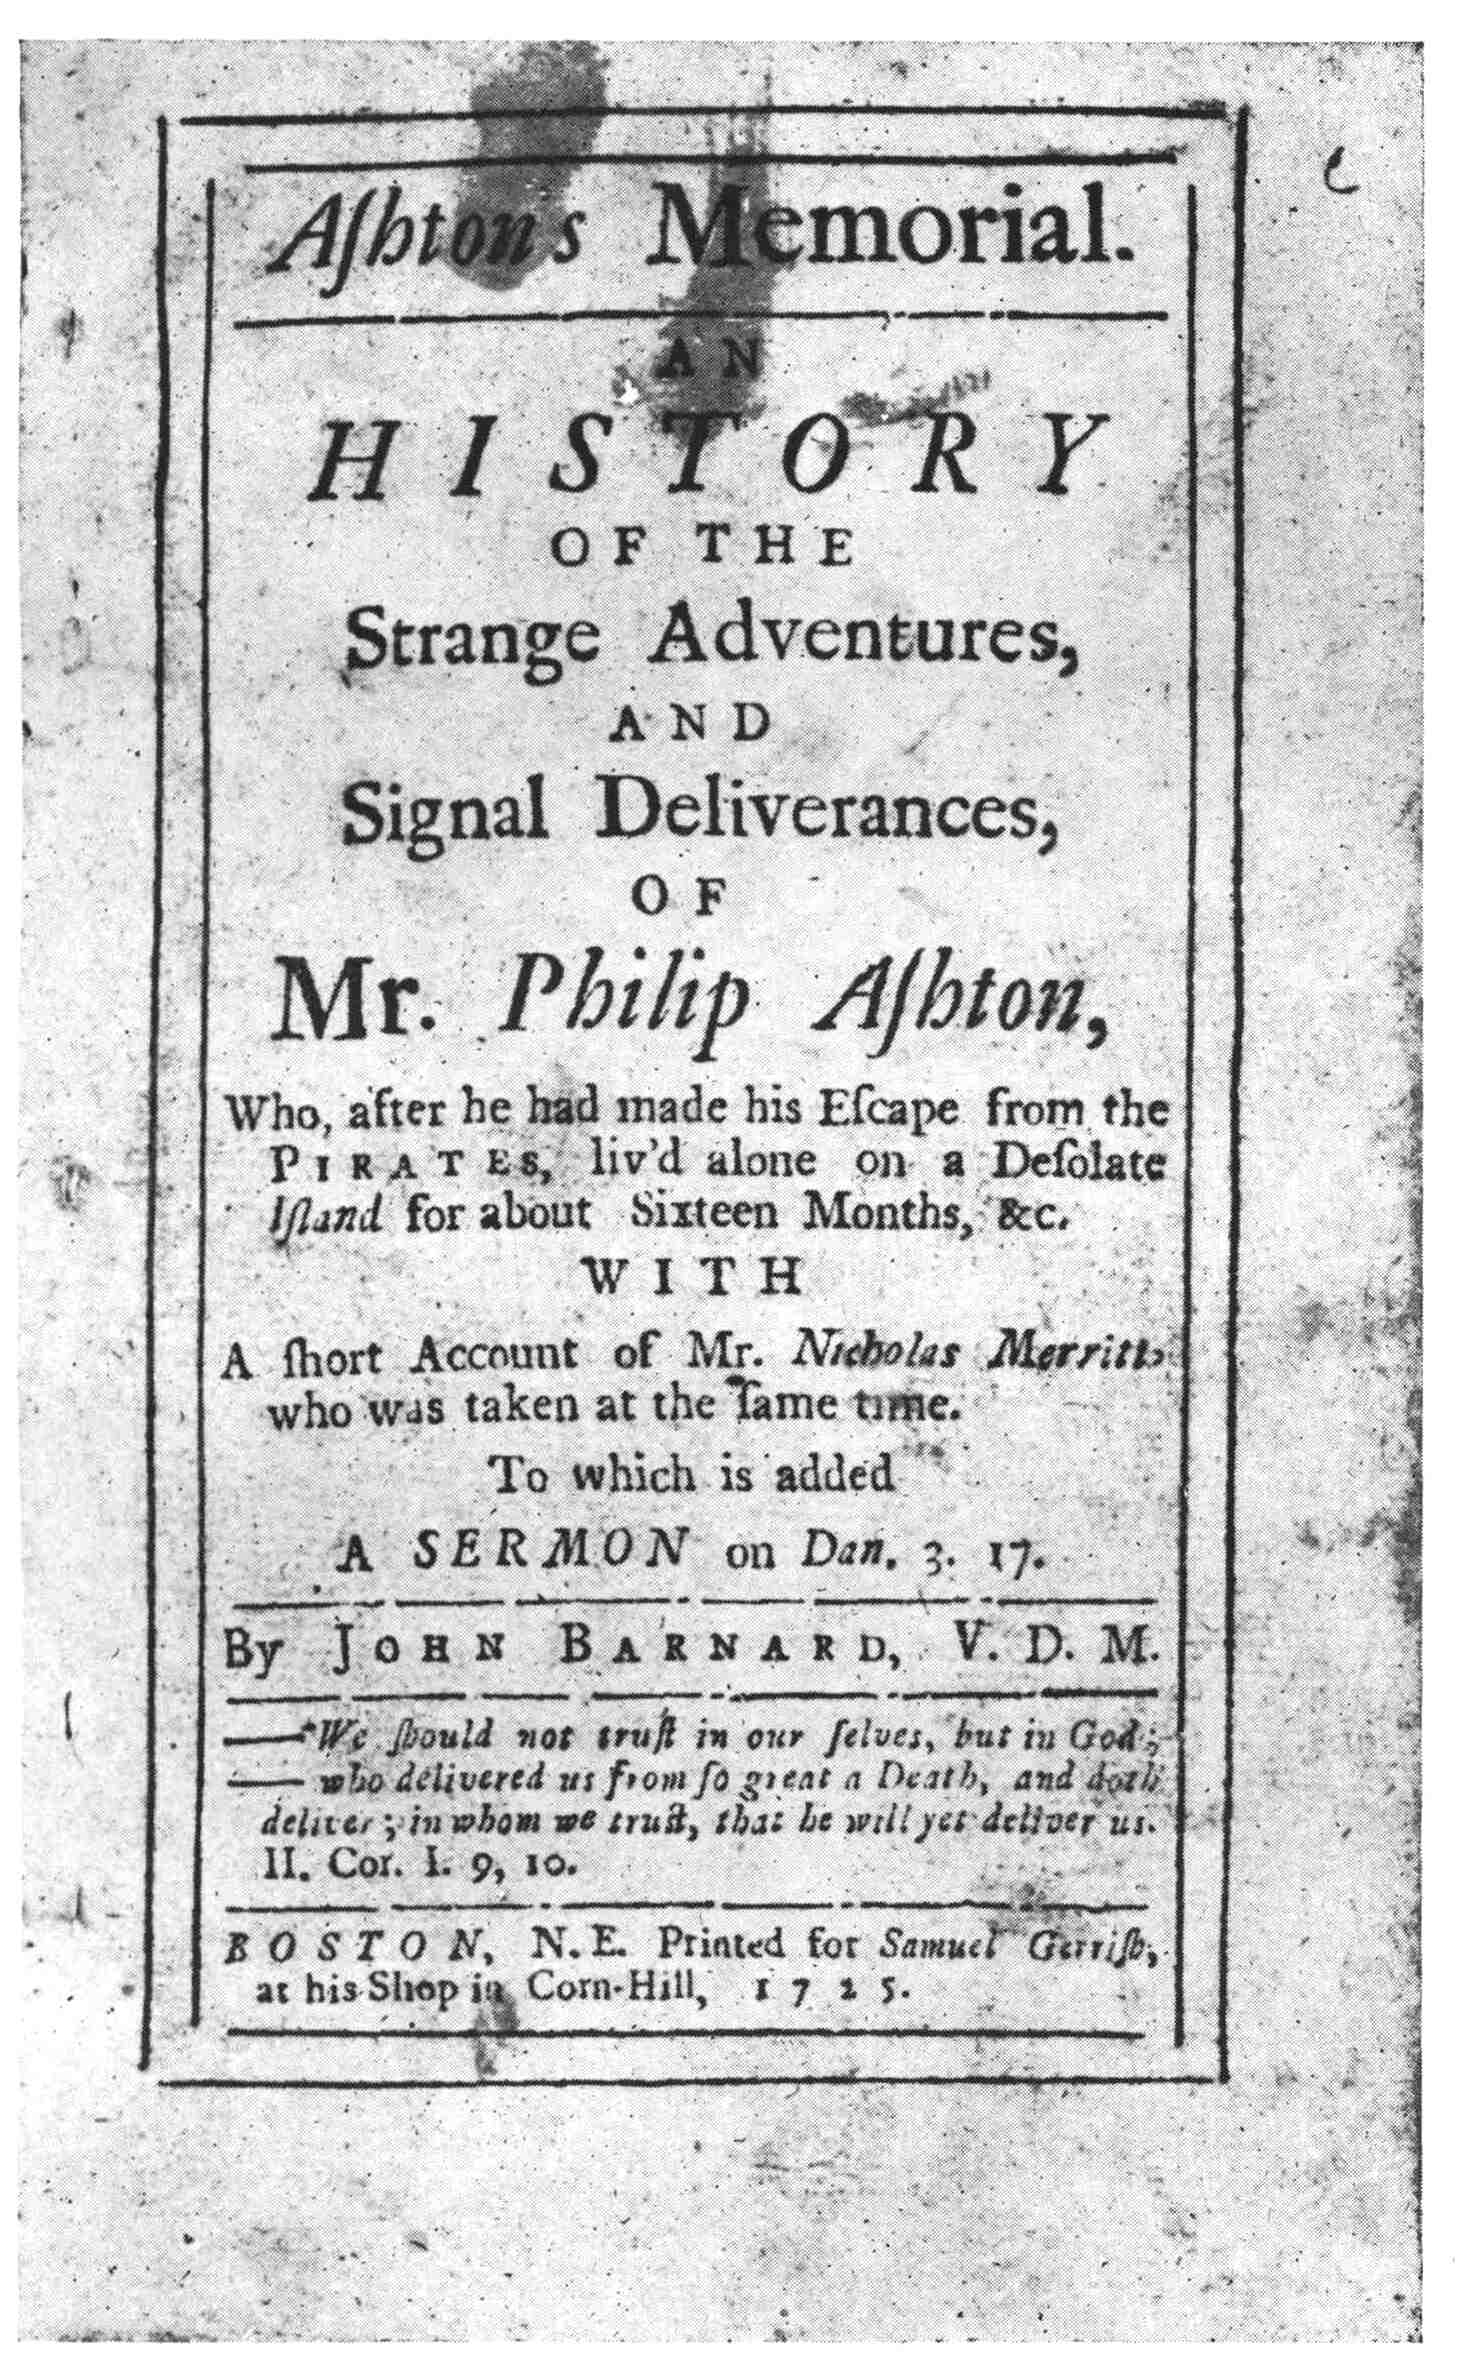 Aſhtons Memorial.
AN
HISTORY
OF THE
Strange Adventures,
AND
Signal Deliverances,
OF
Mr. Philip Aſhton,
Who, after he had made his Eſcape from the
PIRATES, liv'd alone on a Deſolate
Iſland for about Sixteen Months, &c.
WITH
A ſhort Account of Mr. Nicholas Merritt,
who was taken at the ſame time.
To which is added
A SERMON on Dan. 3. 17.
By JOHN BARNARD, V. D. M.
——We ſhould not truſt in our ſelves, but in God;
—— who delivered us from ſo great a Death, and doth
deliver; in whom we truſt, that he will yet deliver us.
II. Cor. I. 9, 10.
BOSTON, N. E. Printed for Samuel Gerriſh,
at his Shop in Corn-Hill, 1725.